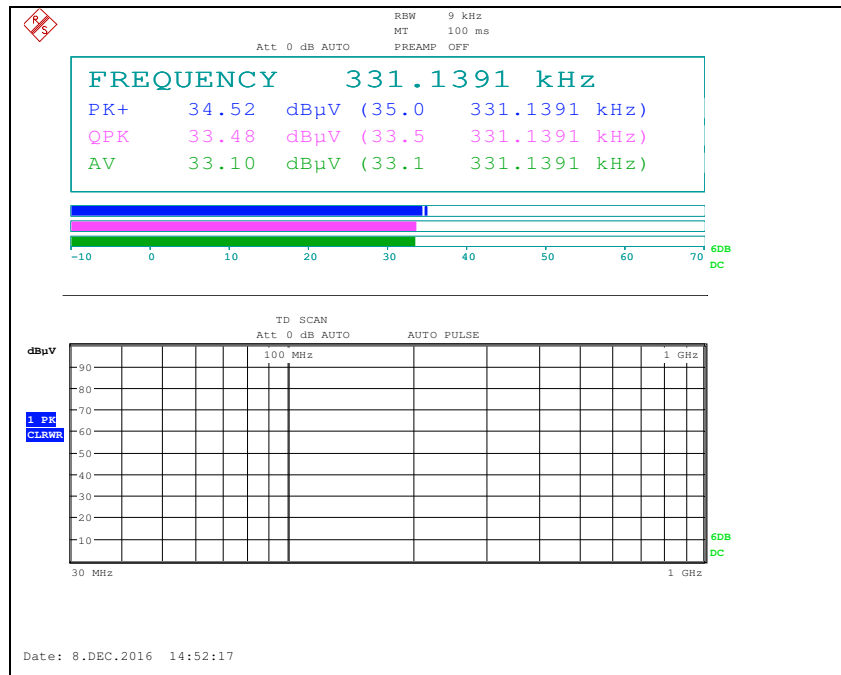 R S
RBW 9 kHz
MT 100 ms
Att 0 dB AUTO PREAMP OFF
FREQUENCY 331.1391 kHz
PK+ 34.52 dBµV (35.0 331.1391 kHz)
QPK 33.48 dBµV (33.5 331.1391 kHz)
AV 33.10 dBµV (33.1 331.1391 kHz)
-10 0 10 20 30 40 50 60 70
6DB
DC
TD SCAN
Att 0 dB AUTO AUTO PULSE
dBµV
100 MHz 1 GHz
90
80
70
1 PK
CLRWR
60
50
40
30
20
10
6DB
DC
30 MHz 1 GHz
Date: 8.DEC.2016 14:52:17